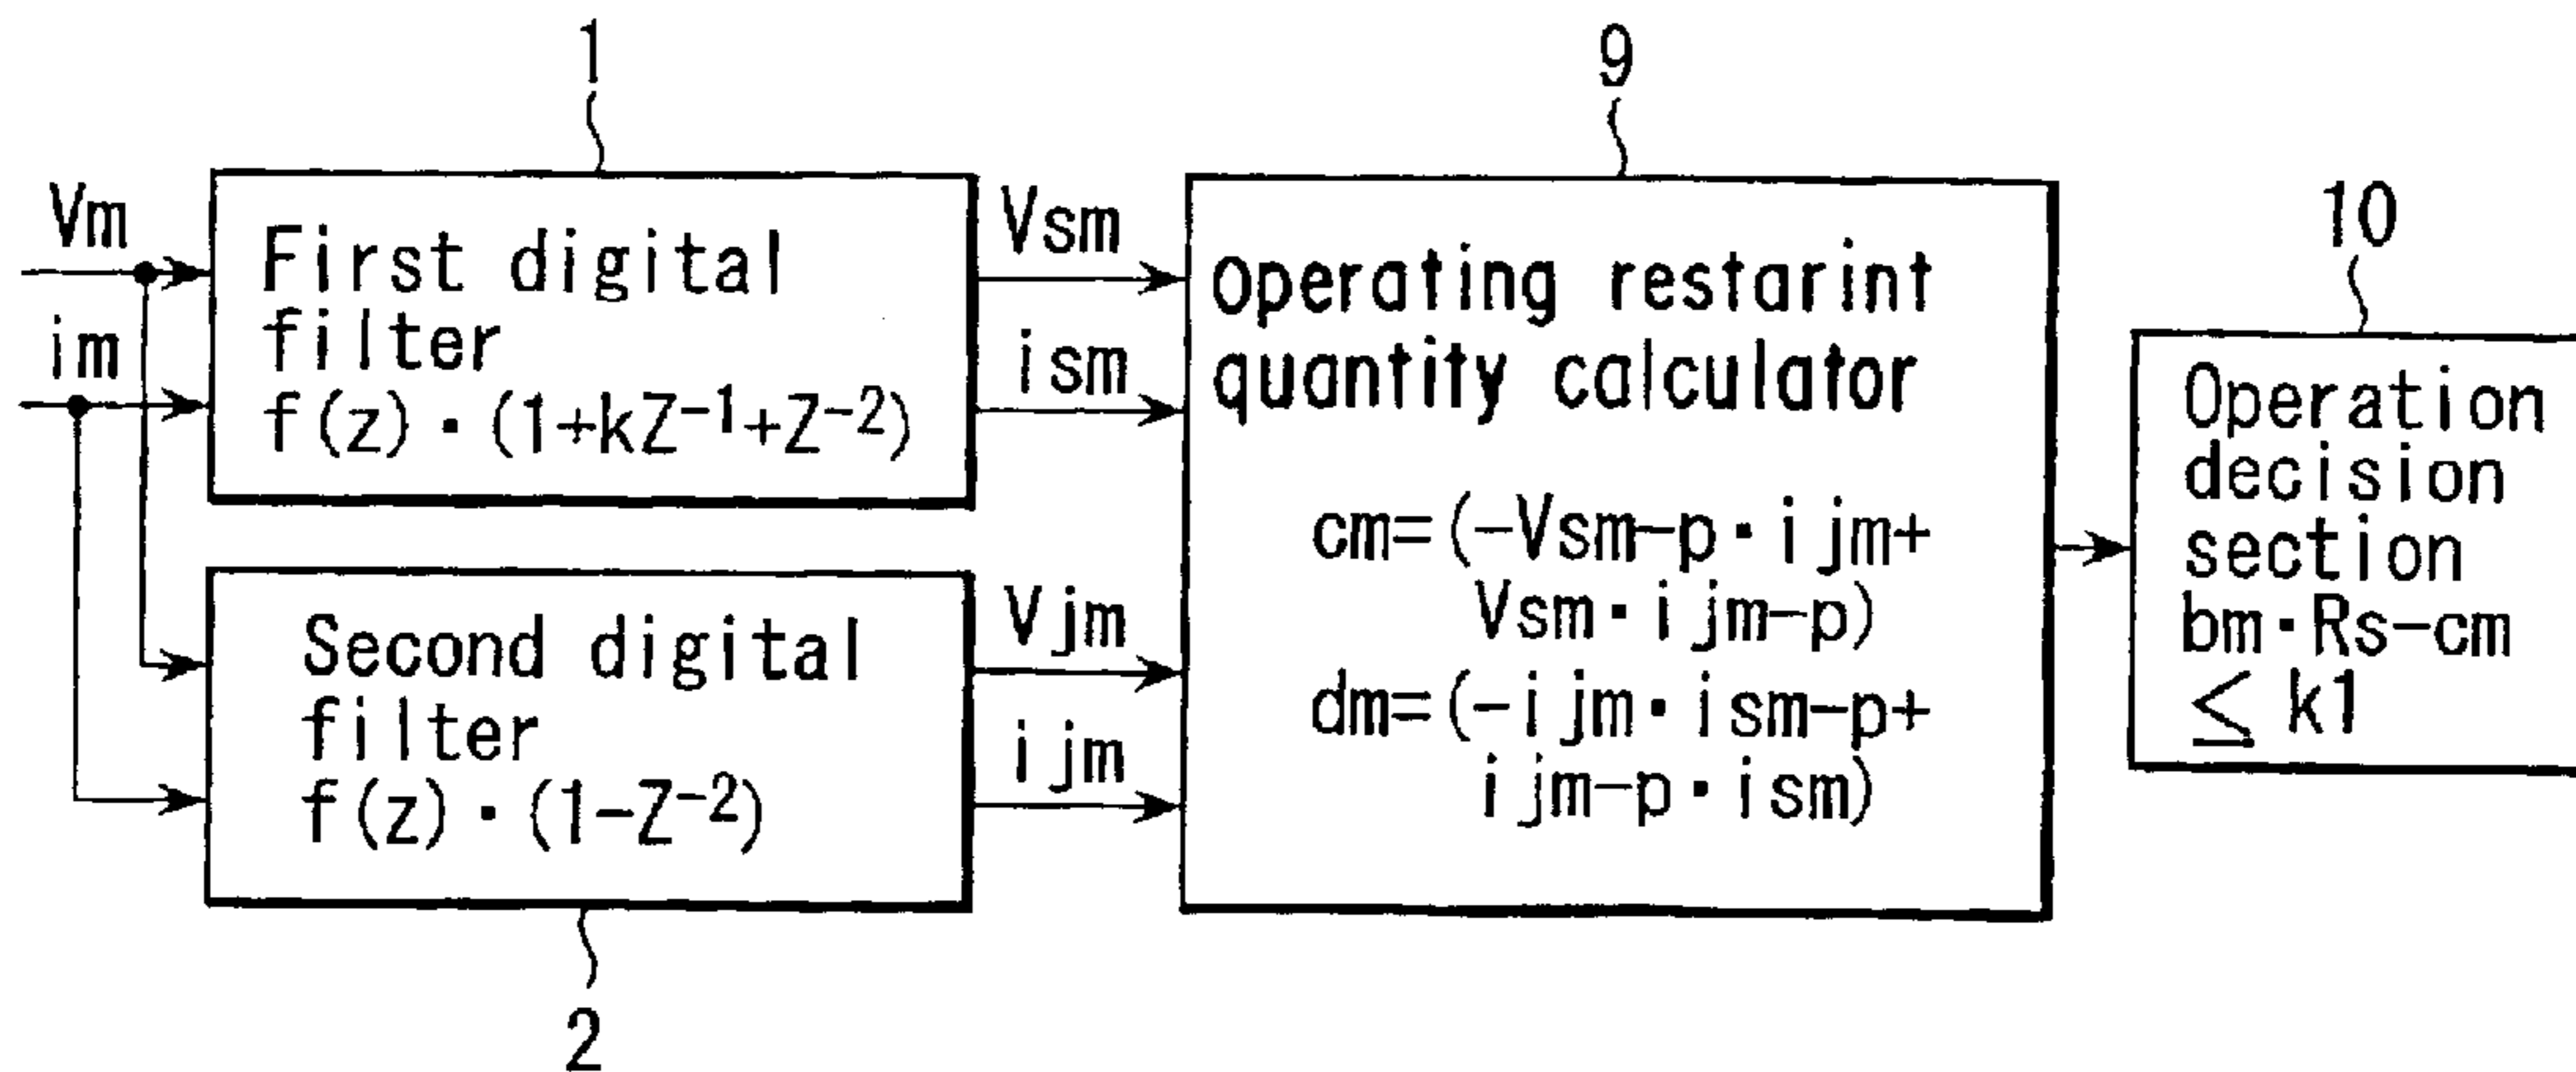 1
9
10
Vm
im
First digital
filter
f(z)・(1+kZ⁻¹+Z⁻²)
Vsm
ism
Second digital
filter
f(z)・(1-Z⁻²)
Vjm
ijm
2
Operating restarint
quantity calculator
cm=(-Vsm-p・ijm+
Vsm・ijm-p)
dm=(-ijm・ism-p+
ijm-p・ism)
Operation
decision
section
bm・Rs-cm
≤ k1